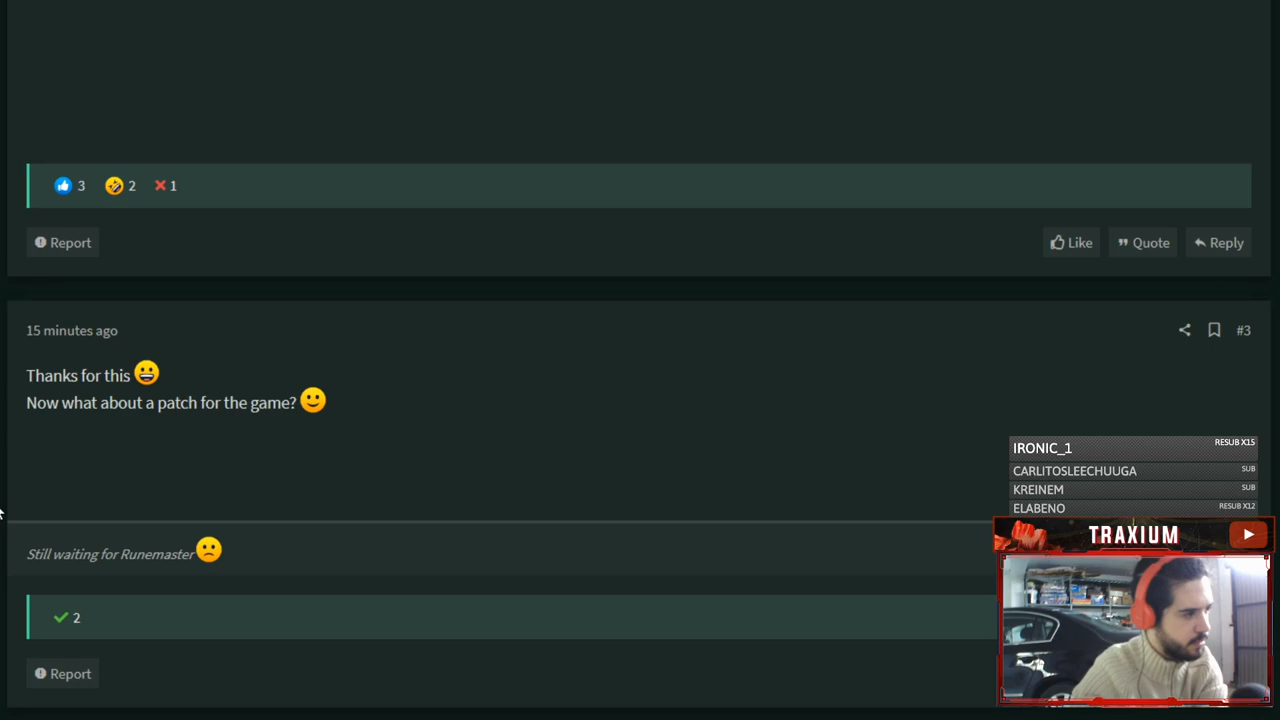 3 2 1
Report
Like Quote Reply
15 minutes ago
#3
Thanks for this
Now what about a patch for the game?
Still waiting for Runemaster
2
Report
IRONIC_1 RESUB X15
CARLITOSLEECHUUGA SUB
KREINEM SUB
ELABENO RESUB X12
TRAXIUM